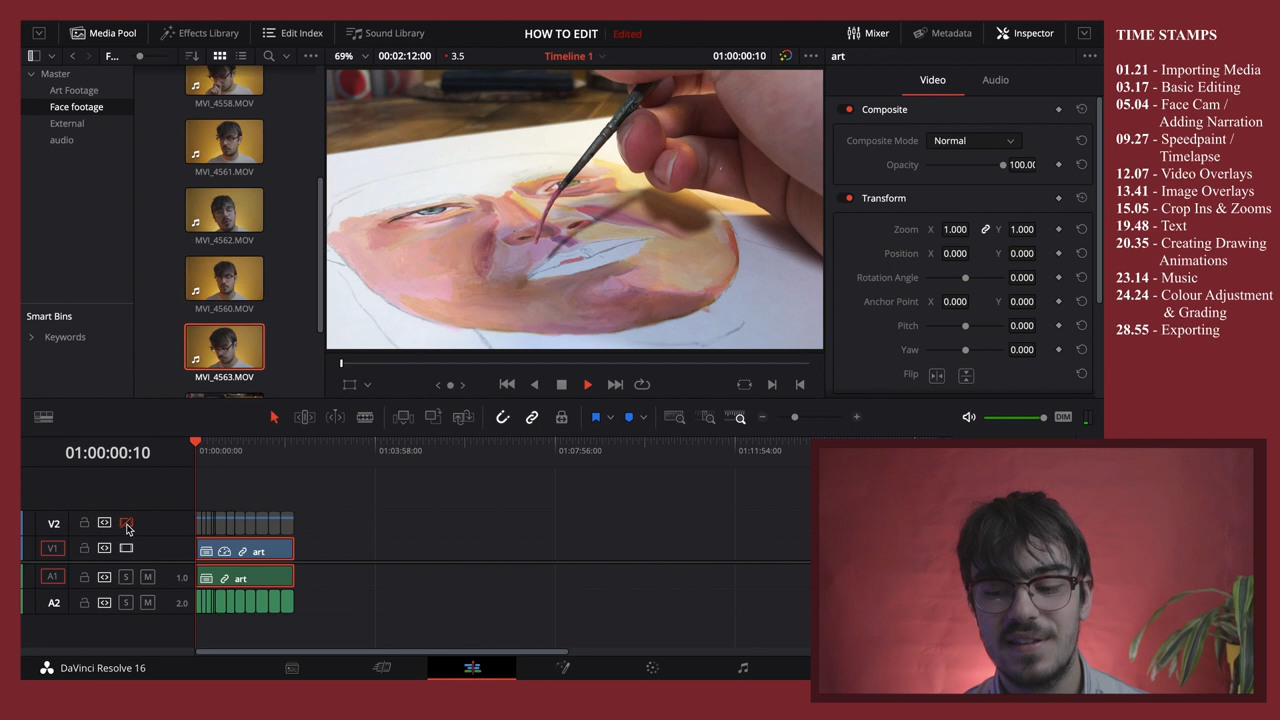 Media Pool Effects Library Edit Index Sound Library HOW TO EDIT Edited Mixer Metadata Inspector
F... 69% 00:02:12:00 3.5 Timeline 1 01:00:00:10 art
Master
Art Footage
Face footage
External
audio
Smart Bins
Keywords
MVI_4558.MOV
MVI_4561.MOV
MVI_4562.MOV
MVI_4560.MOV
MVI_4563.MOV
Video Audio
Composite
Composite Mode Normal
Opacity 100.00
Transform
Zoom X 1.000 Y 1.000
Position X 0.000 Y 0.000
Rotation Angle 0.000
Anchor Point X 0.000 Y 0.000
Pitch 0.000
Yaw 0.000
Flip
DIM
01:00:00:10 01:00:00:00 01:03:58:00 01:07:56:00 01:11:54:00
V2
V1 art
A1 S M 1.0 art
A2 S M 2.0
DaVinci Resolve 16
TIME STAMPS
01.21 - Importing Media
03.17 - Basic Editing
05.04 - Face Cam /
Adding Narration
09.27 - Speedpaint /
Timelapse
12.07 - Video Overlays
13.41 - Image Overlays
15.05 - Crop Ins & Zooms
19.48 - Text
20.35 - Creating Drawing
Animations
23.14 - Music
24.24 - Colour Adjustment
& Grading
28.55 - Exporting